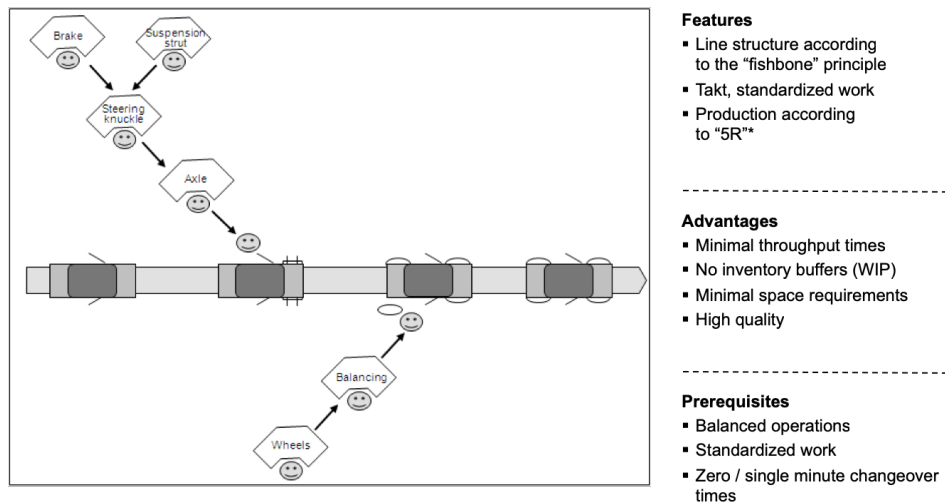 Brake
Suspension
strut
Steering
knuckle
Axle
Balancing
Wheels
Features
▪ Line structure according
to the “fishbone” principle
▪ Takt, standardized work
▪ Production according
to “5R”*
Advantages
▪ Minimal throughput times
▪ No inventory buffers (WIP)
▪ Minimal space requirements
▪ High quality
Prerequisites
▪ Balanced operations
▪ Standardized work
▪ Zero / single minute changeover
times